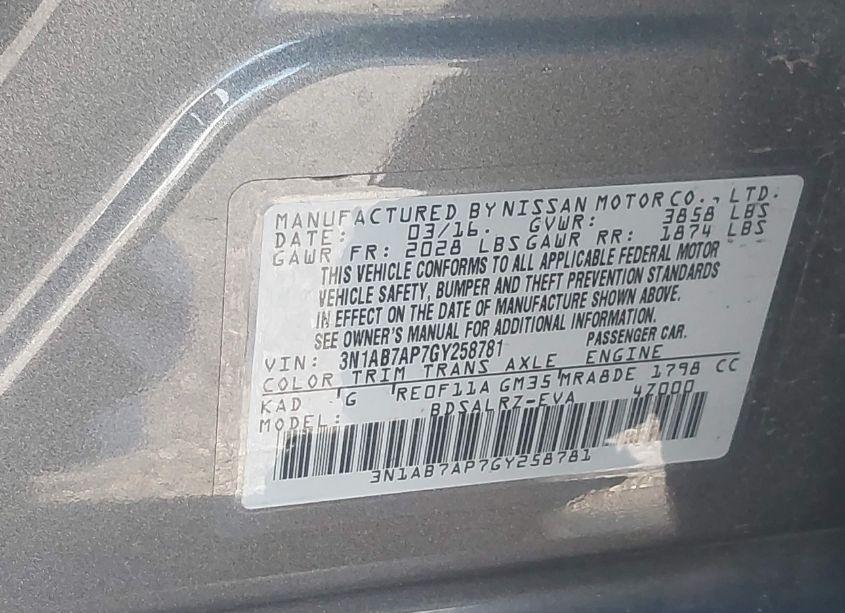 MANUFACTURED BY NISSAN MOTOR CO., LTD.
DATE: 03/16. GVWR: 3858 LBS
GAWR FR: 2028 LBS GAWR RR: 1874 LBS
THIS VEHICLE CONFORMS TO ALL APPLICABLE FEDERAL MOTOR
VEHICLE SAFETY, BUMPER AND THEFT PREVENTION STANDARDS
IN EFFECT ON THE DATE OF MANUFACTURE SHOWN ABOVE.
SEE OWNER'S MANUAL FOR ADDITIONAL INFORMATION.
VIN: 3N1AB7AP7GY258781 PASSENGER CAR.
COLOR TRIM TRANS AXLE ENGINE
KAD G RE0F11A GM35 MRA8DE 1798 CC
MODEL: BDSALRZ-EVA 4Z000
3N1AB7AP7GY258781